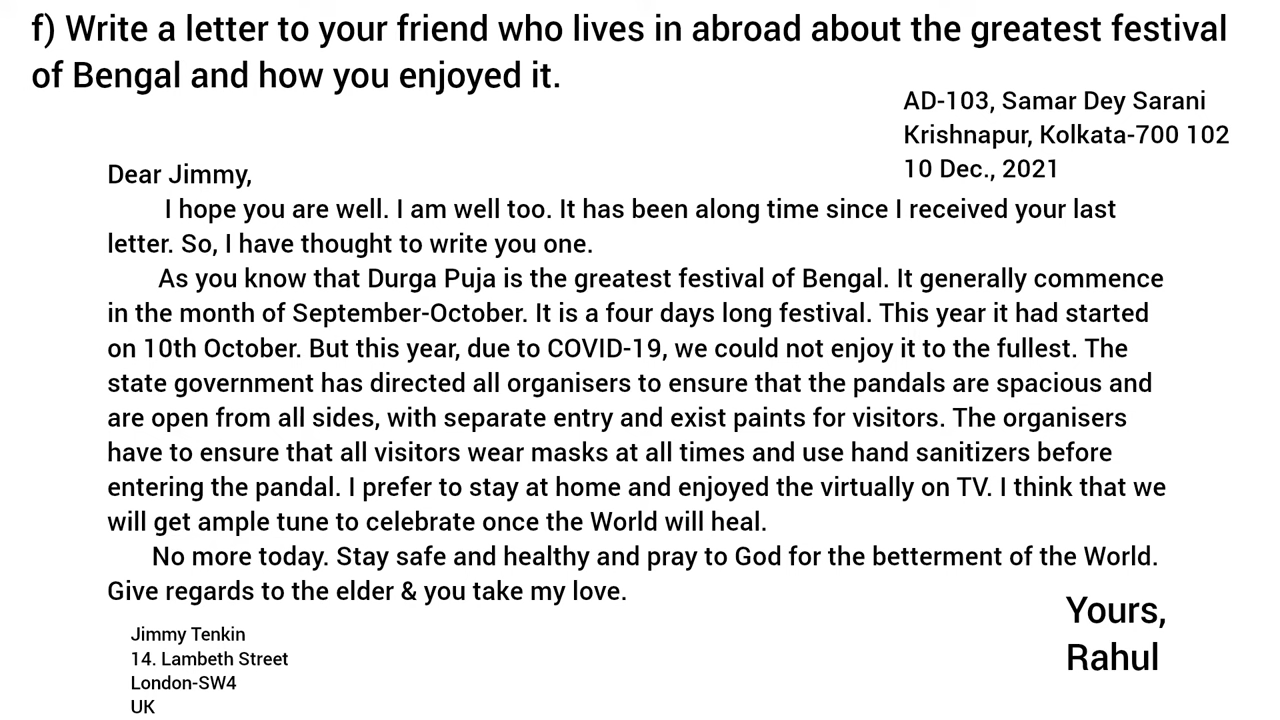 f) Write a letter to your friend who lives in abroad about the greatest festival
of Bengal and how you enjoyed it.
AD-103, Samar Dey Sarani
Krishnapur, Kolkata-700 102
10 Dec., 2021
Dear Jimmy,
I hope you are well. I am well too. It has been along time since I received your last
letter. So, I have thought to write you one.
As you know that Durga Puja is the greatest festival of Bengal. It generally commence
in the month of September-October. It is a four days long festival. This year it had started
on 10th October. But this year, due to COVID-19, we could not enjoy it to the fullest. The
state government has directed all organisers to ensure that the pandals are spacious and
are open from all sides, with separate entry and exist paints for visitors. The organisers
have to ensure that all visitors wear masks at all times and use hand sanitizers before
entering the pandal. I prefer to stay at home and enjoyed the virtually on TV. I think that we
will get ample tune to celebrate once the World will heal.
No more today. Stay safe and healthy and pray to God for the betterment of the World.
Give regards to the elder & you take my love.
Yours,
Rahul
Jimmy Tenkin
14. Lambeth Street
London-SW4
UK